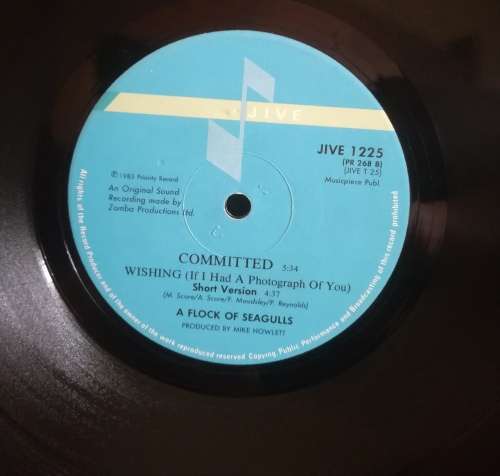 JIVE
JIVE 1225
(PR 268 B)
(JIVE T 25)
Musicpiece Publ.
℗ 1983 Priority Record
An Original Sound
Recording made by
Zomba Productions Ltd.
COMMITTED 5:34
WISHING (If I Had A Photograph Of You)
Short Version 4:37
(M. Score/A. Score/F. Maudsley/P. Reynolds)
A FLOCK OF SEAGULLS
PRODUCED BY MIKE HOWLETT
All rights of the Record Producer and of the owner of the work reproduced reserved Copying, Public Performance and Broadcasting of this record prohibited